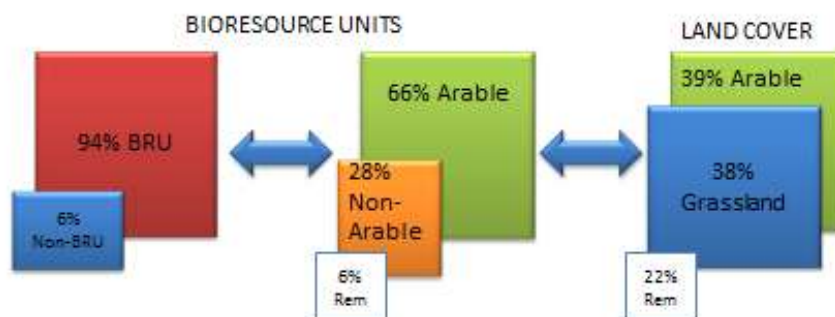 BIORESOURCE UNITS
LAND COVER
94% BRU
6%
Non-BRU
66% Arable
28%
Non-
Arable
6%
Rem
39% Arable
38%
Grassland
22%
Rem